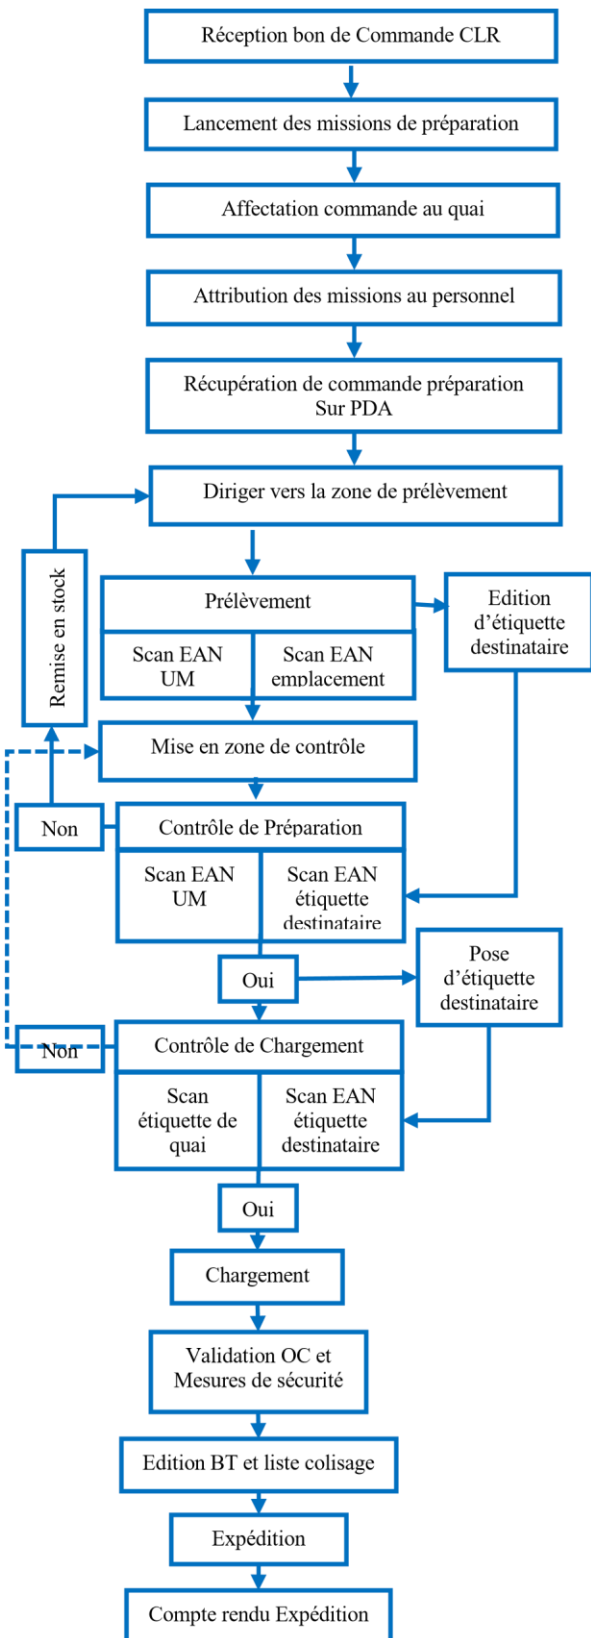 Réception bon de Commande CLR
Lancement des missions de préparation
Affectation commande au quai
Attribution des missions au personnel
Récupération de commande préparation
Sur PDA
Diriger vers la zone de prélèvement
Remise en stock
Prélèvement
Scan EAN
UM
Scan EAN
emplacement
Edition
d’étiquette
destinataire
Mise en zone de contrôle
Non
Contrôle de Préparation
Scan EAN
UM
Scan EAN
étiquette
destinataire
Oui
Pose
d’étiquette
destinataire
Non
Contrôle de Chargement
Scan
étiquette de
quai
Scan EAN
étiquette
destinataire
Oui
Chargement
Validation OC et
Mesures de sécurité
Edition BT et liste colisage
Expédition
Compte rendu Expédition